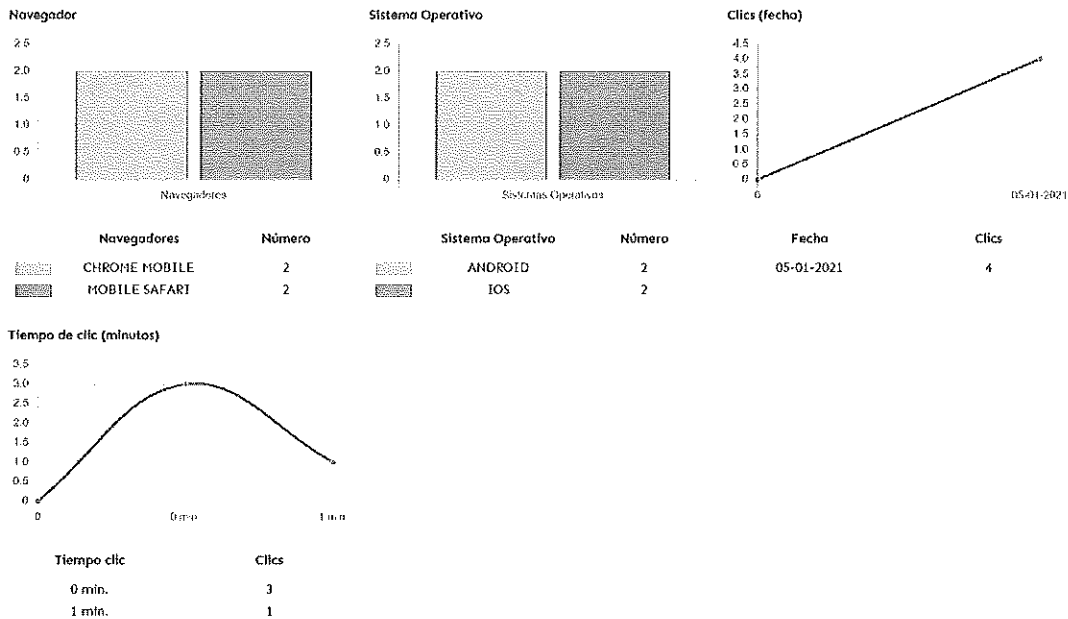 Navegador
2.5
2.0
1.5
1.0
0.5
0
Navegadores
Navegadores Número
CHROME MOBILE 2
MOBILE SAFARI 2
Sistema Operativo
2.5
2.0
1.5
1.0
0.5
0
Sistemas Operativos
Sistema Operativo Número
ANDROID 2
IOS 2
Clics (fecha)
4.5
4.0
3.5
3.0
2.5
2.0
1.5
1.0
0.5
0
0 05-01-2021
Fecha Clics
05-01-2021 4
Tiempo de clic (minutos)
3.5
3.0
2.5
2.0
1.5
1.0
0.5
0
0 0 min 1 min
Tiempo clic Clics
0 min. 3
1 min. 1